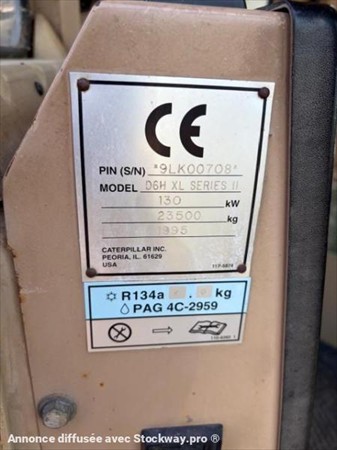 CE
PIN (S/N) *9LK00708*
MODEL D6H XL SERIES II
130 kW
23500 kg
1995
CATERPILLAR INC.
PEORIA, IL. 61629
USA
R134a . kg
PAG 4C-2959
Annonce diffusée avec Stockway.pro ®